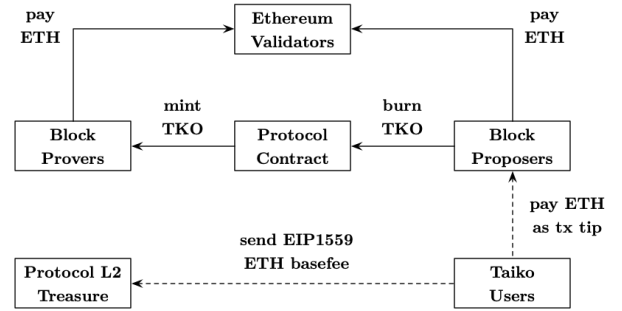 pay
ETH
Ethereum
Validators
pay
ETH
mint
TKO
burn
TKO
Block
Provers
Protocol
Contract
Block
Proposers
pay ETH
as tx tip
send EIP1559
ETH basefee
Protocol L2
Treasure
Taiko
Users